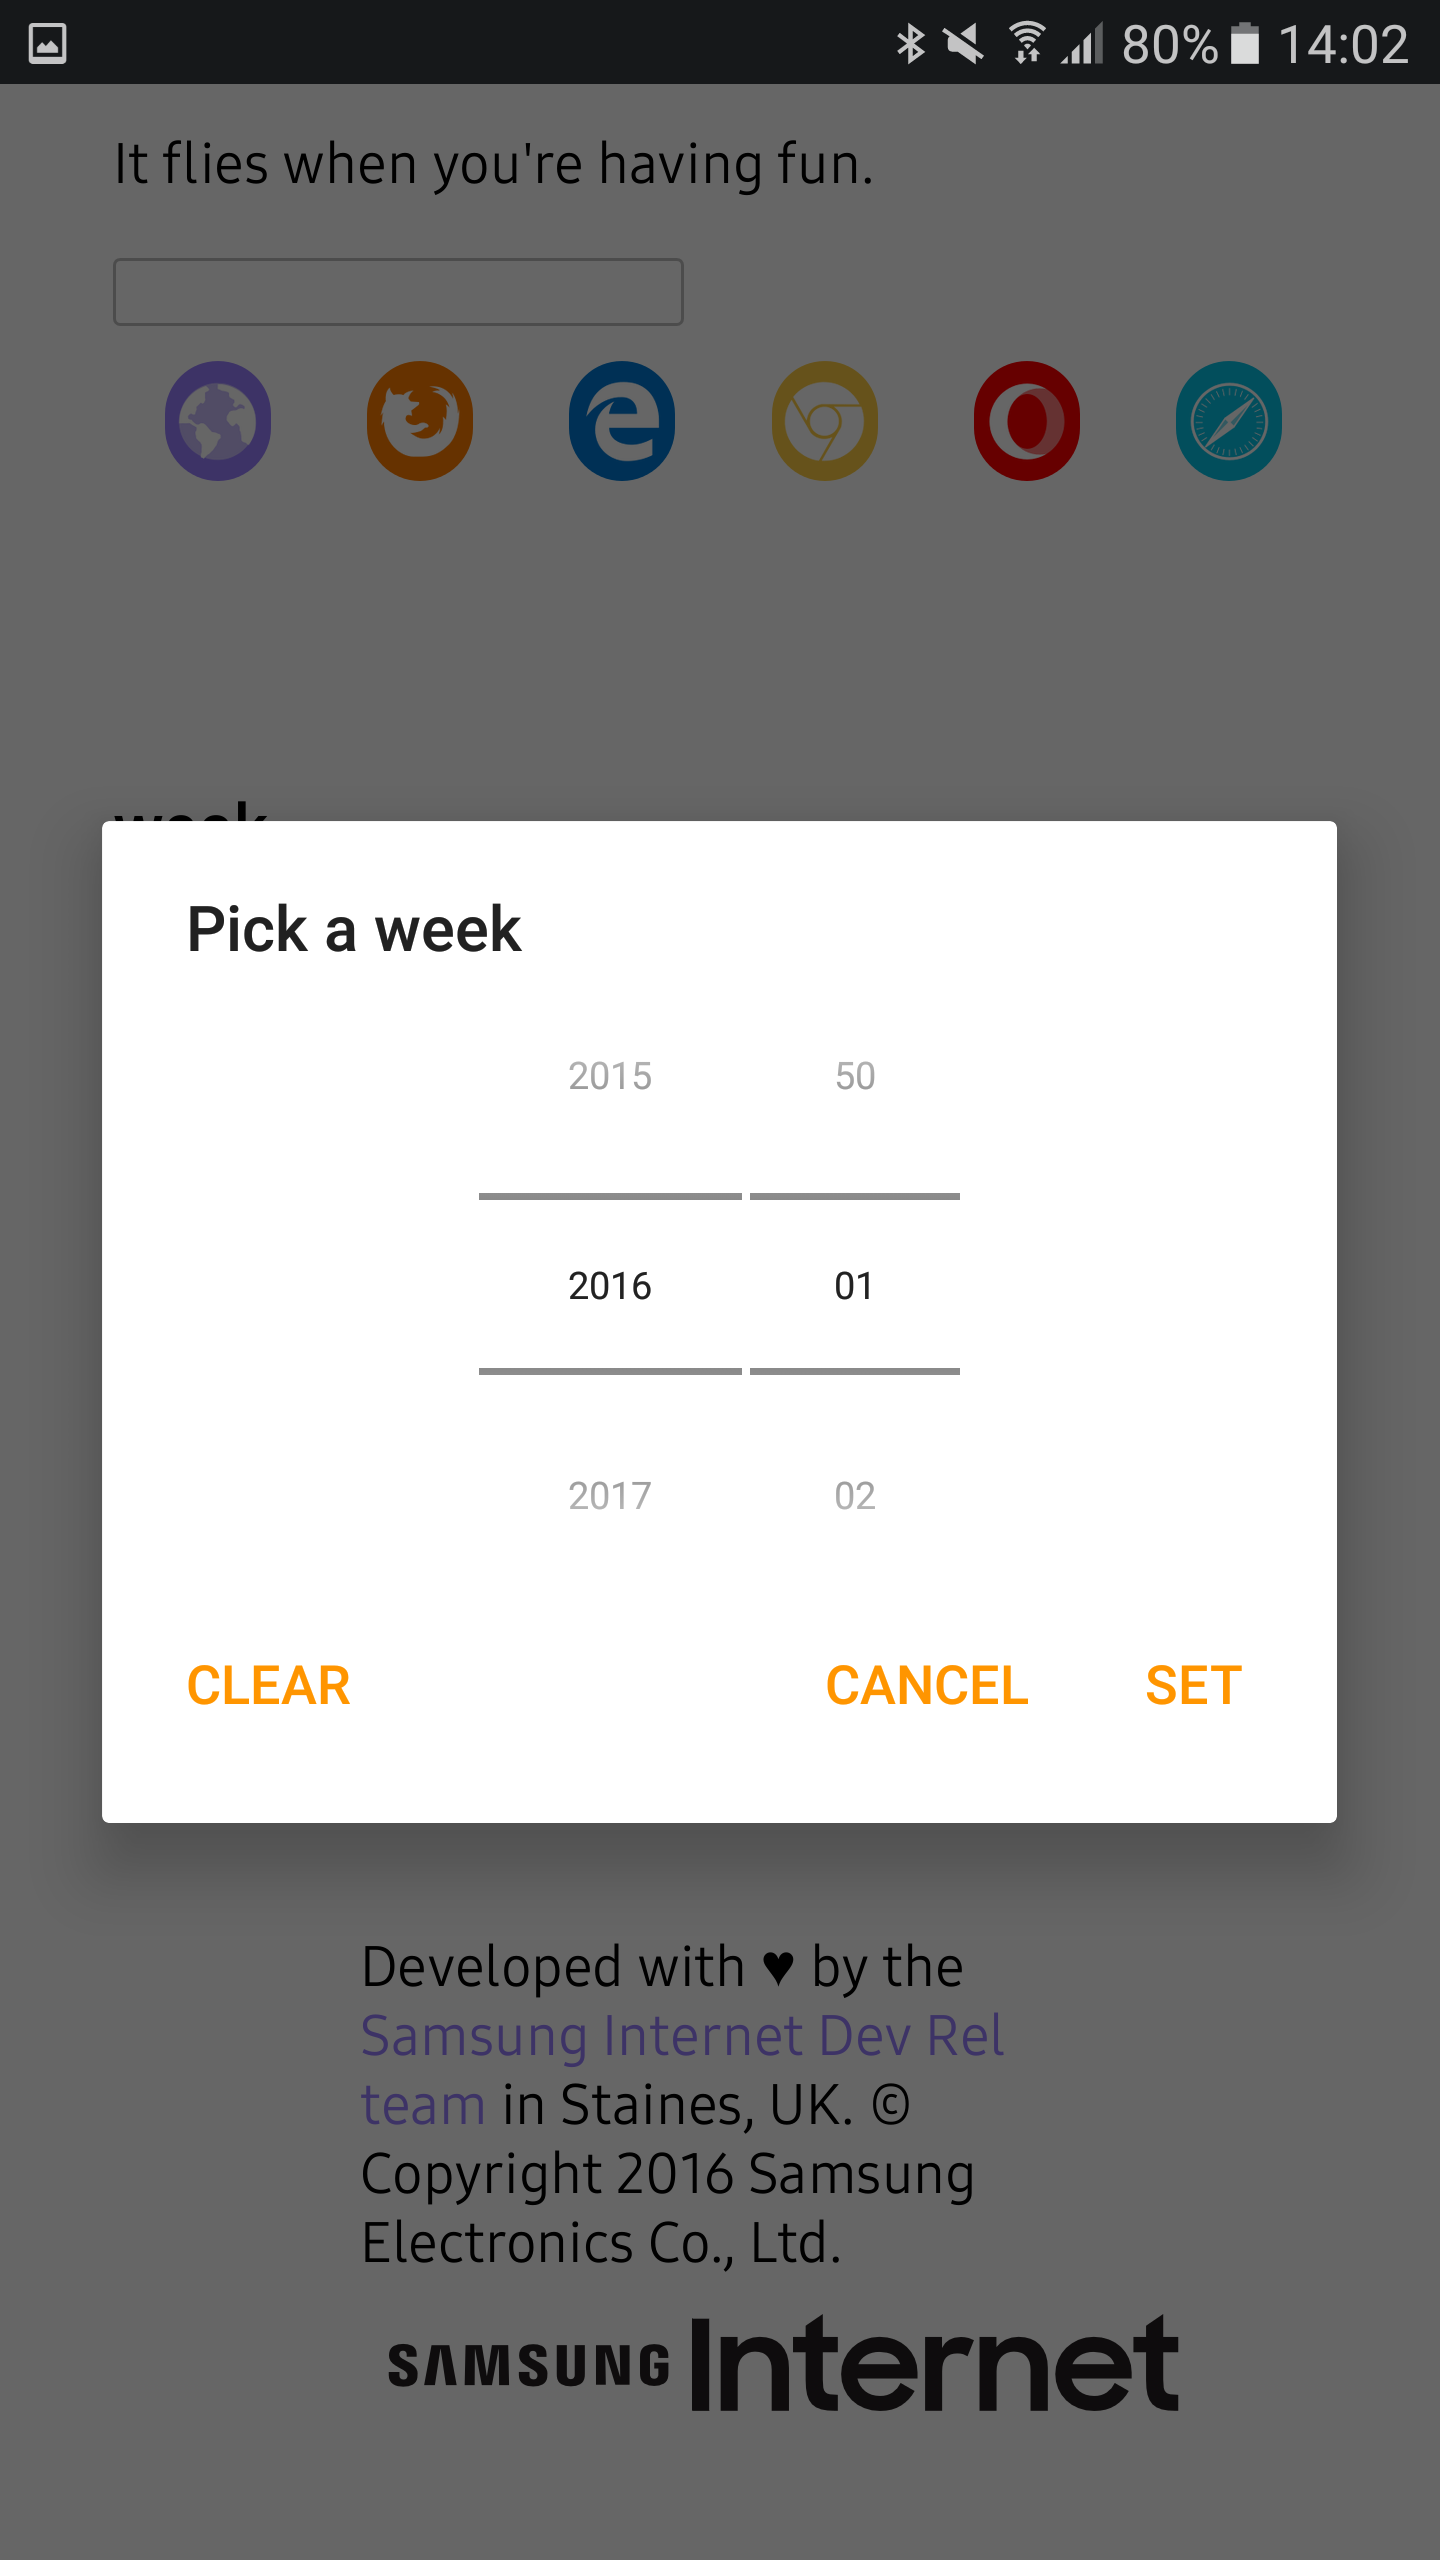 80% 14:02
It flies when you're having fun.
week
Pick a week
2015 50
2016 01
2017 02
CLEAR CANCEL SET
Developed with ♥ by the
Samsung Internet Dev Rel
team in Staines, UK. ©
Copyright 2016 Samsung
Electronics Co., Ltd.
SAMSUNG Internet